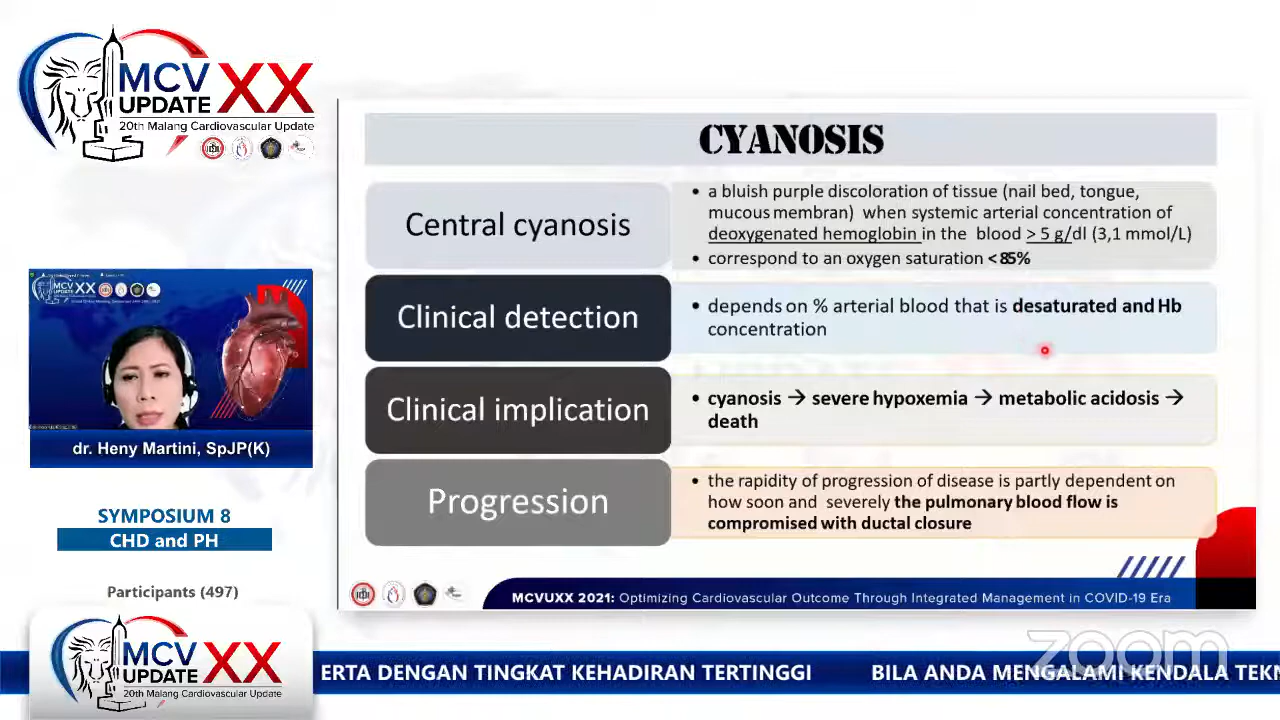 MCV
UPDATE
XX
20th Malang Cardiovascular Update
MCV
UPDATE
XX
dr. Heny Martini, SpJP(K)
SYMPOSIUM 8
CHD and PH
Participants (497)
CYANOSIS
Central cyanosis
• a bluish purple discoloration of tissue (nail bed, tongue,
mucous membran) when systemic arterial concentration of
deoxygenated hemoglobin in the blood > 5 g/dl (3,1 mmol/L)
• correspond to an oxygen saturation < 85%
Clinical detection
• depends on % arterial blood that is desaturated and Hb
concentration
Clinical implication
• cyanosis → severe hypoxemia → metabolic acidosis →
death
Progression
• the rapidity of progression of disease is partly dependent on
how soon and severely the pulmonary blood flow is
compromised with ductal closure
MCVUXX 2021: Optimizing Cardiovascular Outcome Through Integrated Management in COVID-19 Era
zoom
MCV
UPDATE
XX
20th Malang Cardiovascular Update
ERTA DENGAN TINGKAT KEHADIRAN TERTINGGI BILA ANDA MENGALAMI KENDALA TEKN